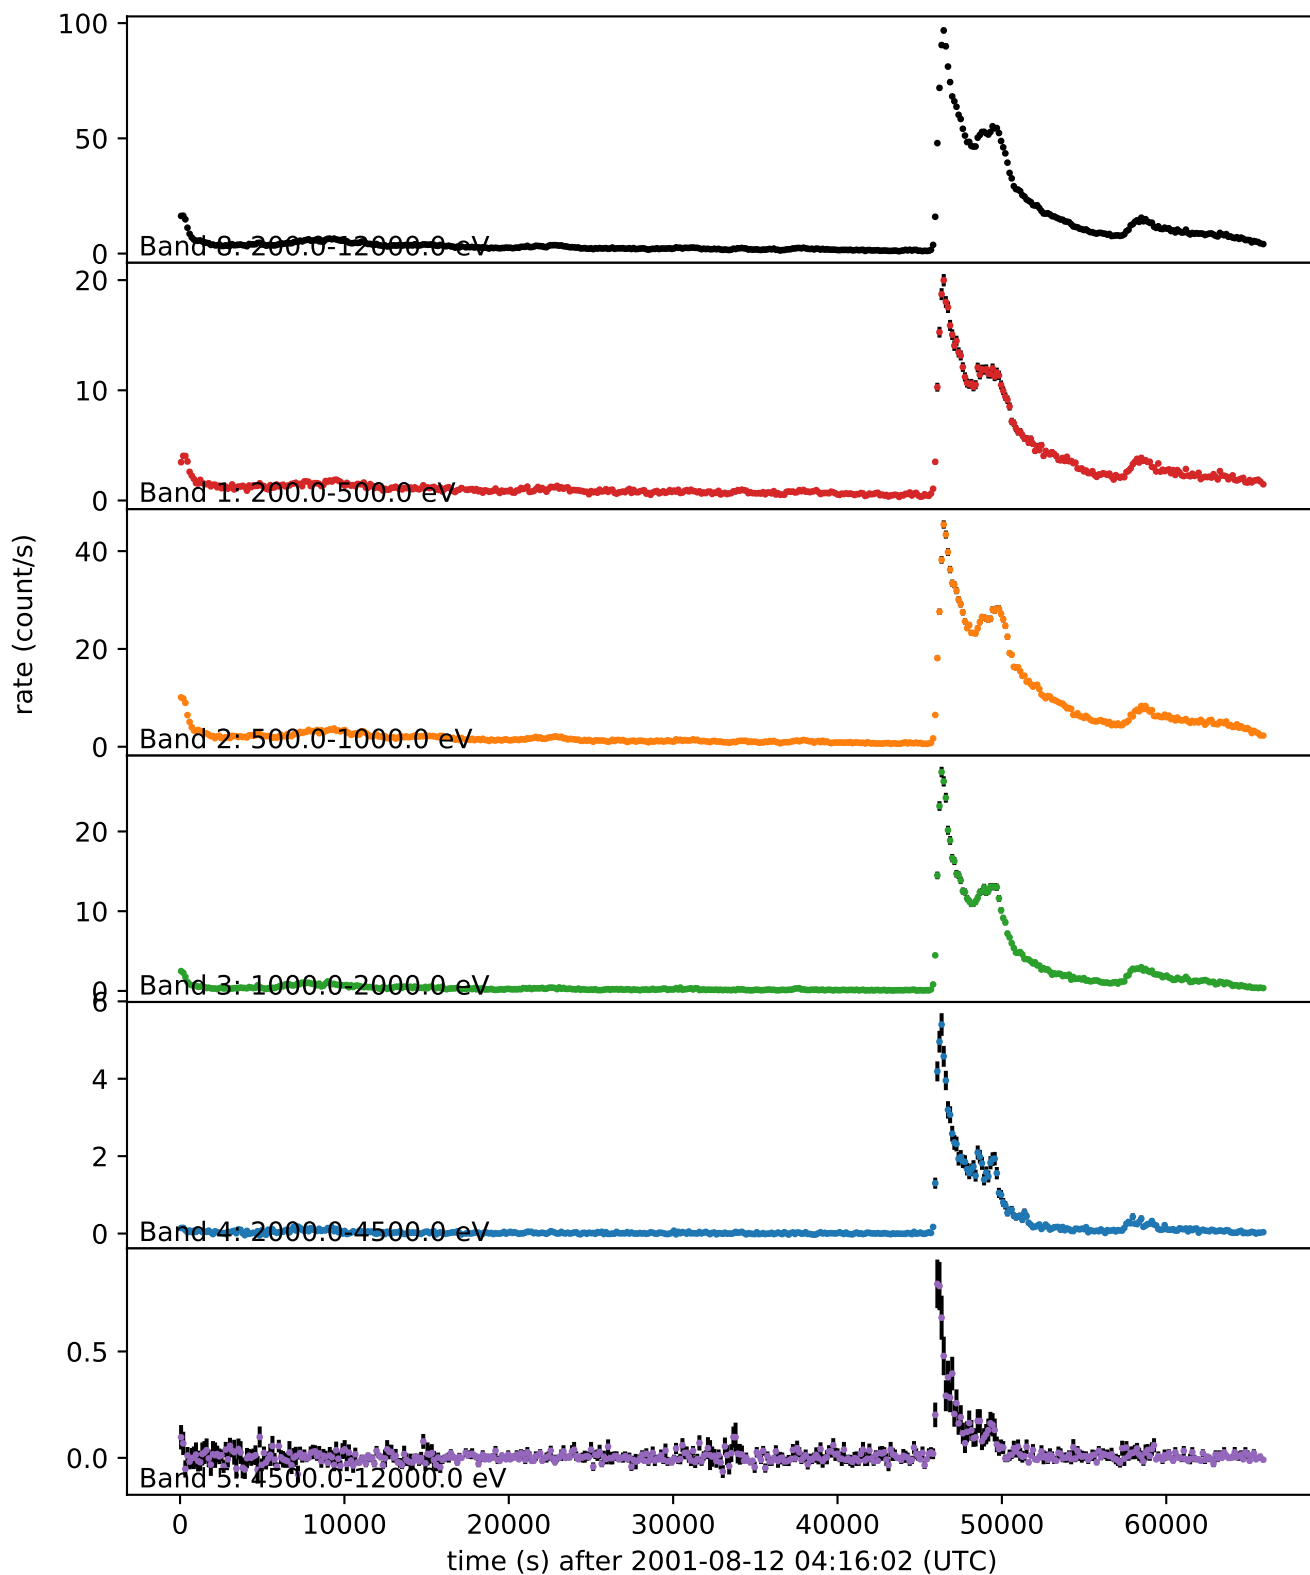 100
50
0
Band 8: 200.0-12000.0 eV
20
10
0
Band 1: 200.0-500.0 eV
40
20
0
Band 2: 500.0-1000.0 eV
rate (count/s)
20
10
0
Band 3: 1000.0-2000.0 eV
6
4
2
0
Band 4: 2000.0-4500.0 eV
0.5
0.0
Band 5: 4500.0-12000.0 eV
0 10000 20000 30000 40000 50000 60000
time (s) after 2001-08-12 04:16:02 (UTC)